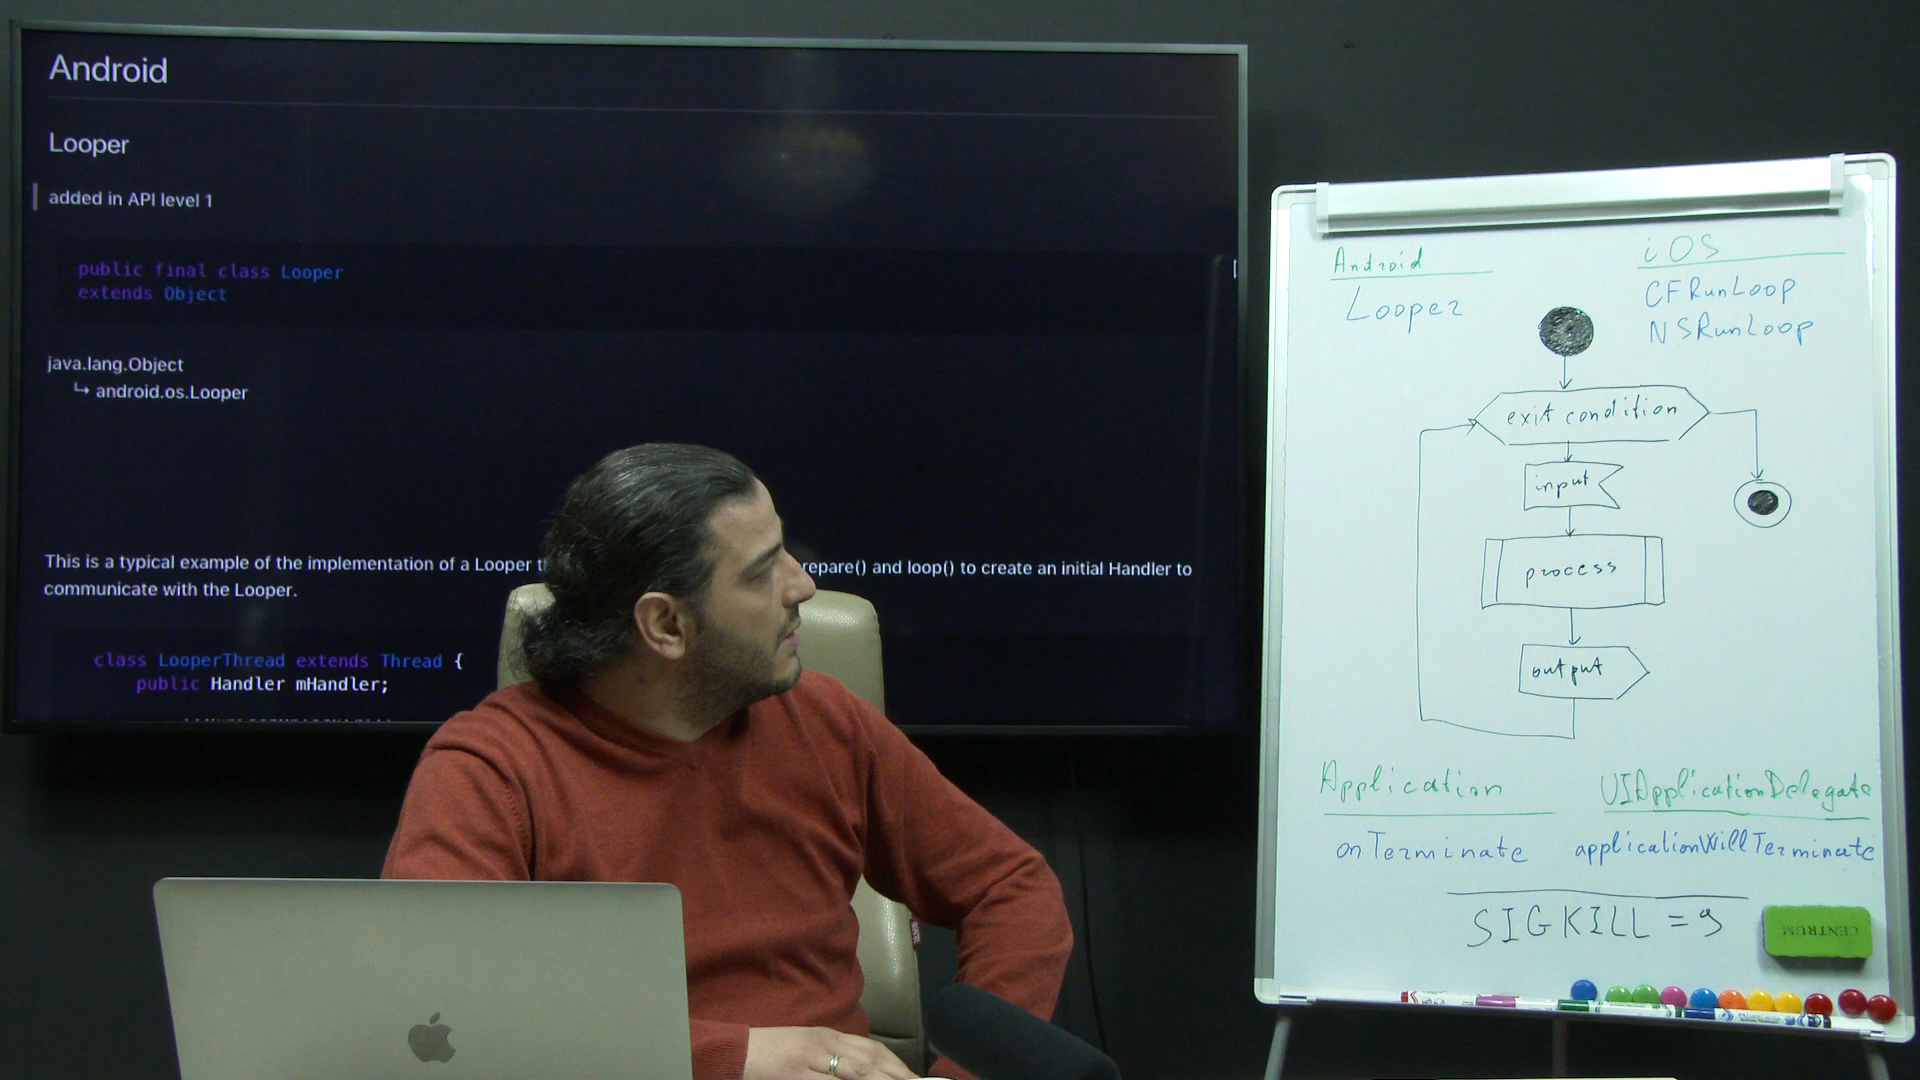 Android
Looper
added in API level 1
public final class Looper
extends Object
java.lang.Object
↳ android.os.Looper
This is a typical example of the implementation of a Looper repare() and loop() to create an initial Handler to
communicate with the Looper.
class LooperThread extends Thread {
public Handler mHandler;
Android
Looper
iOS
CFRunLoop
NSRunLoop
exit condition
input
process
output
Application
onTerminate
UIApplicationDelegate
applicationWillTerminate
SIGKILL = 9
CENTRUM